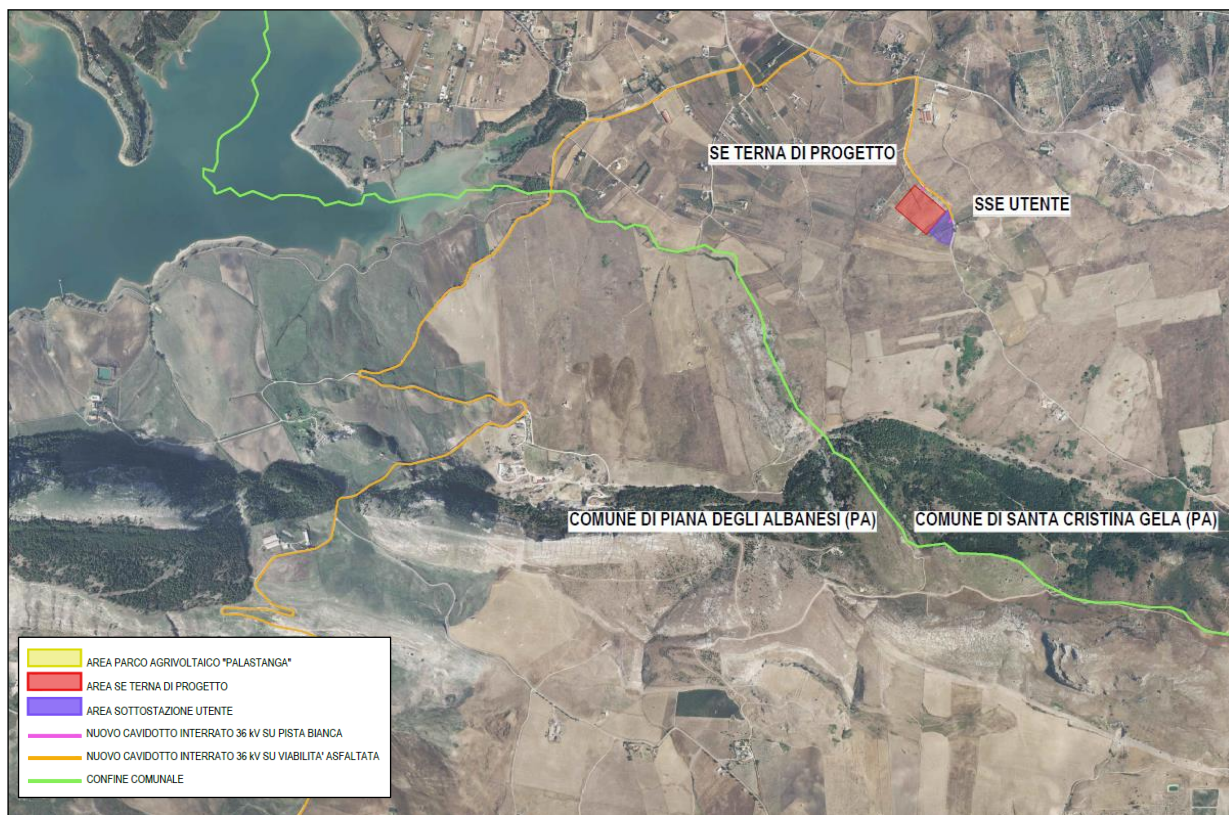 SE TERNA DI PROGETTO
SSE UTENTE
COMUNE DI PIANA DEGLI ALBANESI (PA)
COMUNE DI SANTA CRISTINA GELA (PA)
AREA PARCO AGRIVOLTAICO "PALASTANGA"
AREA SE TERNA DI PROGETTO
AREA SOTTOSTAZIONE UTENTE
NUOVO CAVIDOTTO INTERRATO 36 kV SU PISTA BIANCA
NUOVO CAVIDOTTO INTERRATO 36 kV SU VIABILITA' ASFALTATA
CONFINE COMUNALE